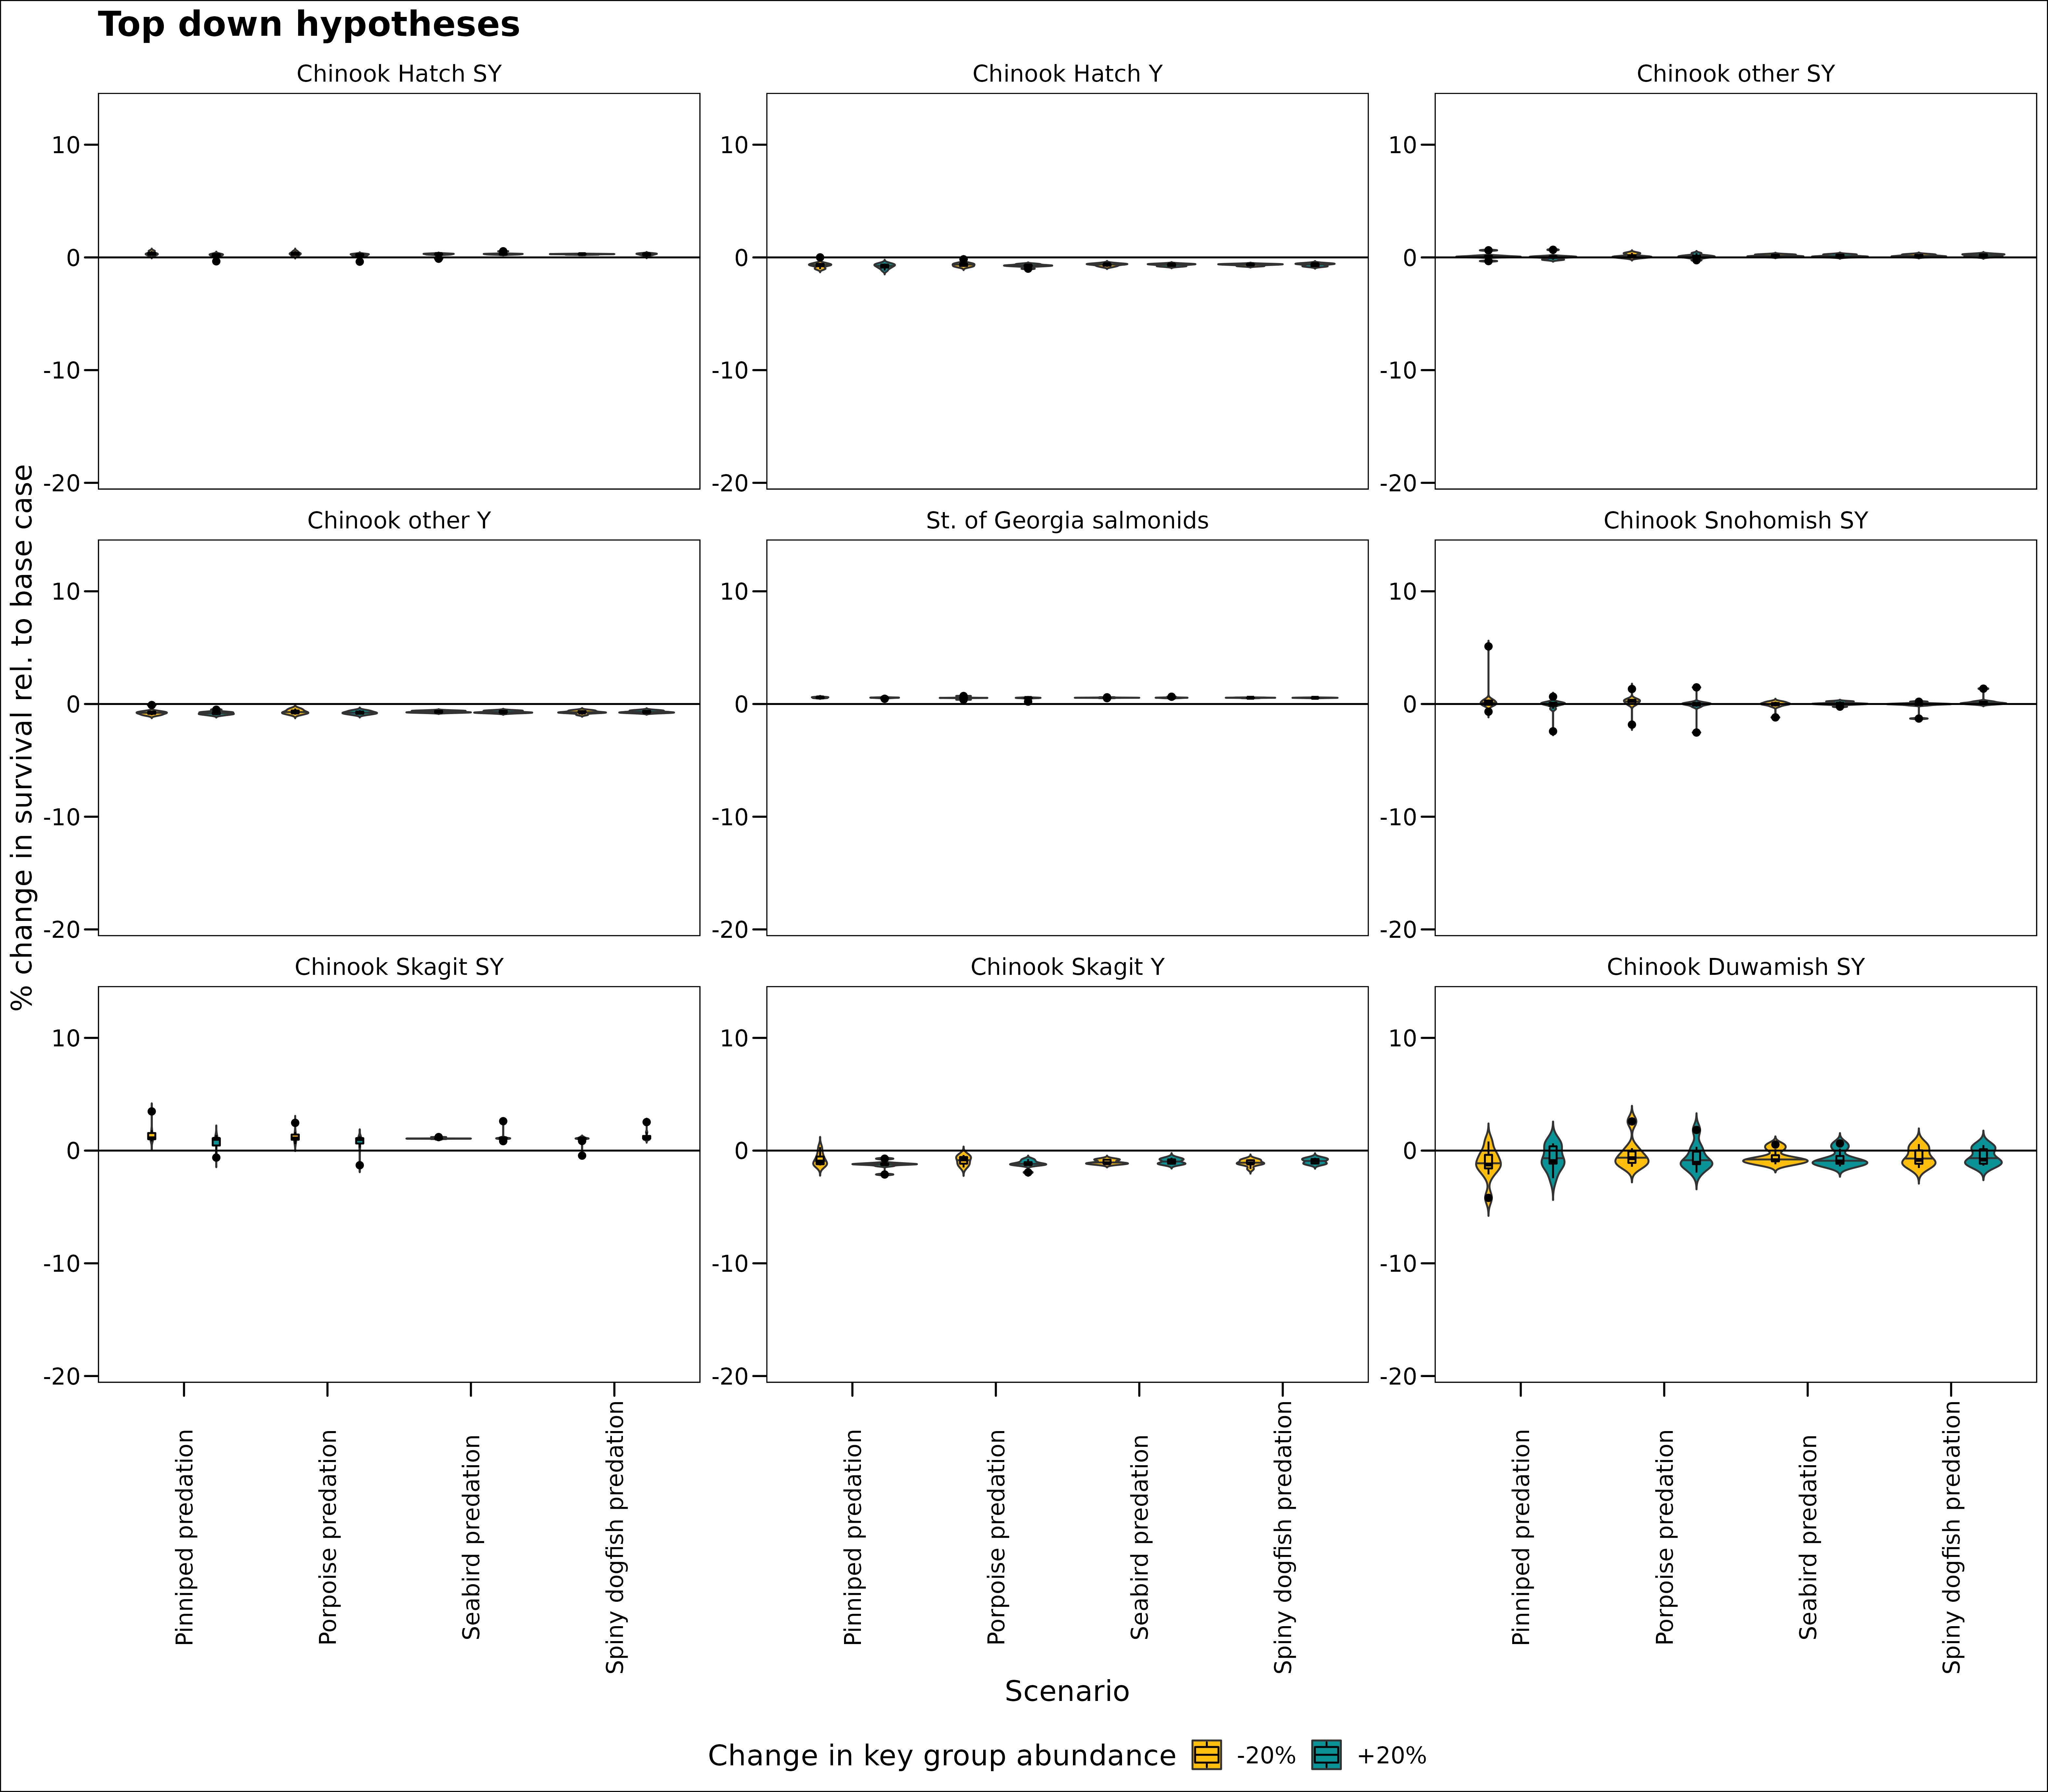 Top down hypotheses
Chinook Hatch SY
Chinook Hatch Y
Chinook other SY
10
0
-10
-20
10
0
-10
-20
10
0
-10
-20
Chinook other Y
St. of Georgia salmonids
Chinook Snohomish SY
10
0
-10
-20
10
0
-10
-20
10
0
-10
-20
Chinook Skagit SY
Chinook Skagit Y
Chinook Duwamish SY
10
0
-10
-20
10
0
-10
-20
10
0
-10
-20
% change in survival rel. to base case
Pinniped predation
Porpoise predation
Seabird predation
Spiny dogfish predation
Pinniped predation
Porpoise predation
Seabird predation
Spiny dogfish predation
Pinniped predation
Porpoise predation
Seabird predation
Spiny dogfish predation
Scenario
Change in key group abundance -20% +20%